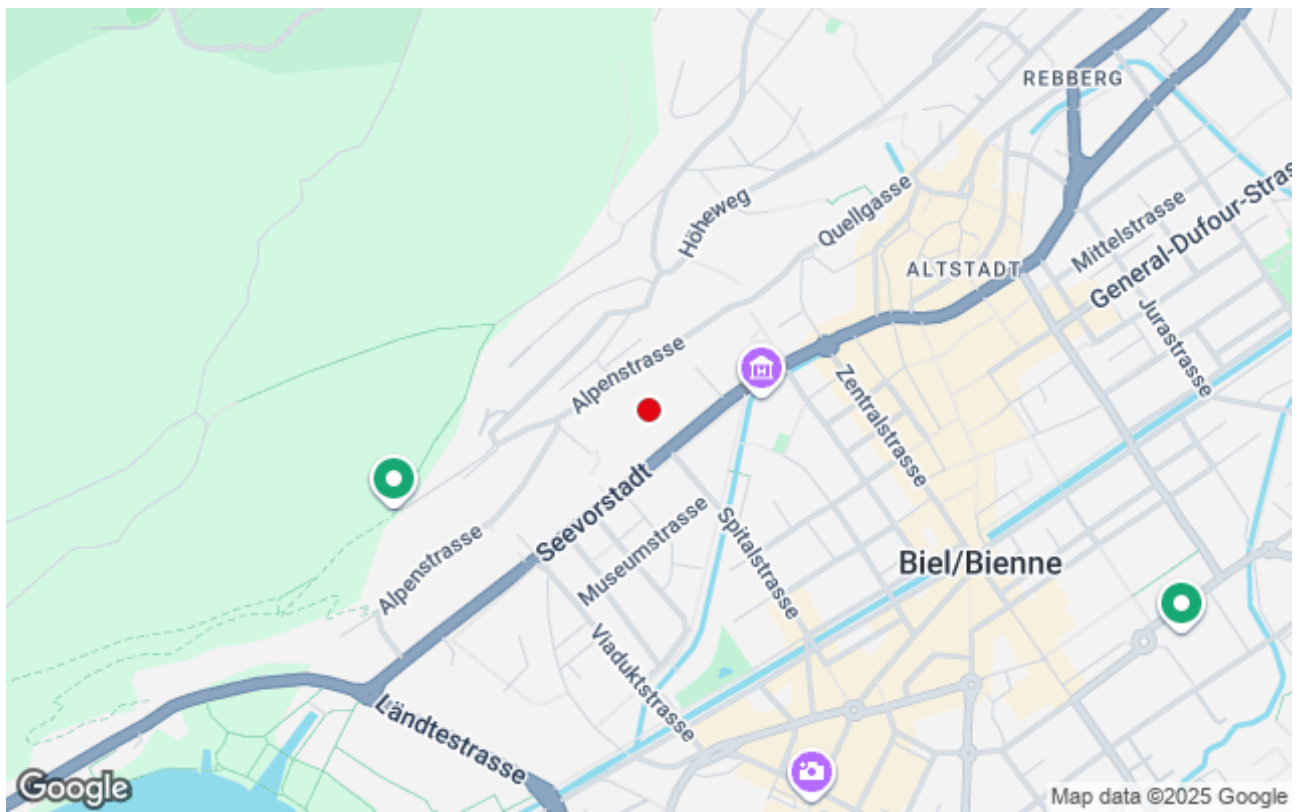 REBBERG
Höheweg
Quellgasse
Mittelstrasse
General-Dufour-Stras
ALTSTADT
Jurastrasse
Alpenstrasse
Zentralstrasse
Seevorstadt
Spitalstrasse
Museumstrasse
Alpenstrasse
Biel/Bienne
Viaduktstrasse
Ländtestrasse
Google
Map data ©2025 Google